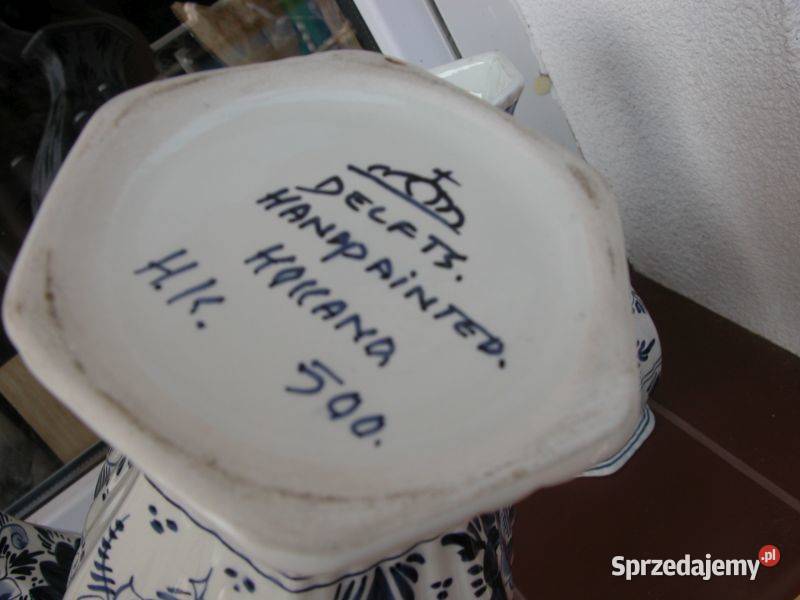 DELFTS.
HANDPAINTED.
HOLLAND
H.K.
500.
Sprzedajemy.pl